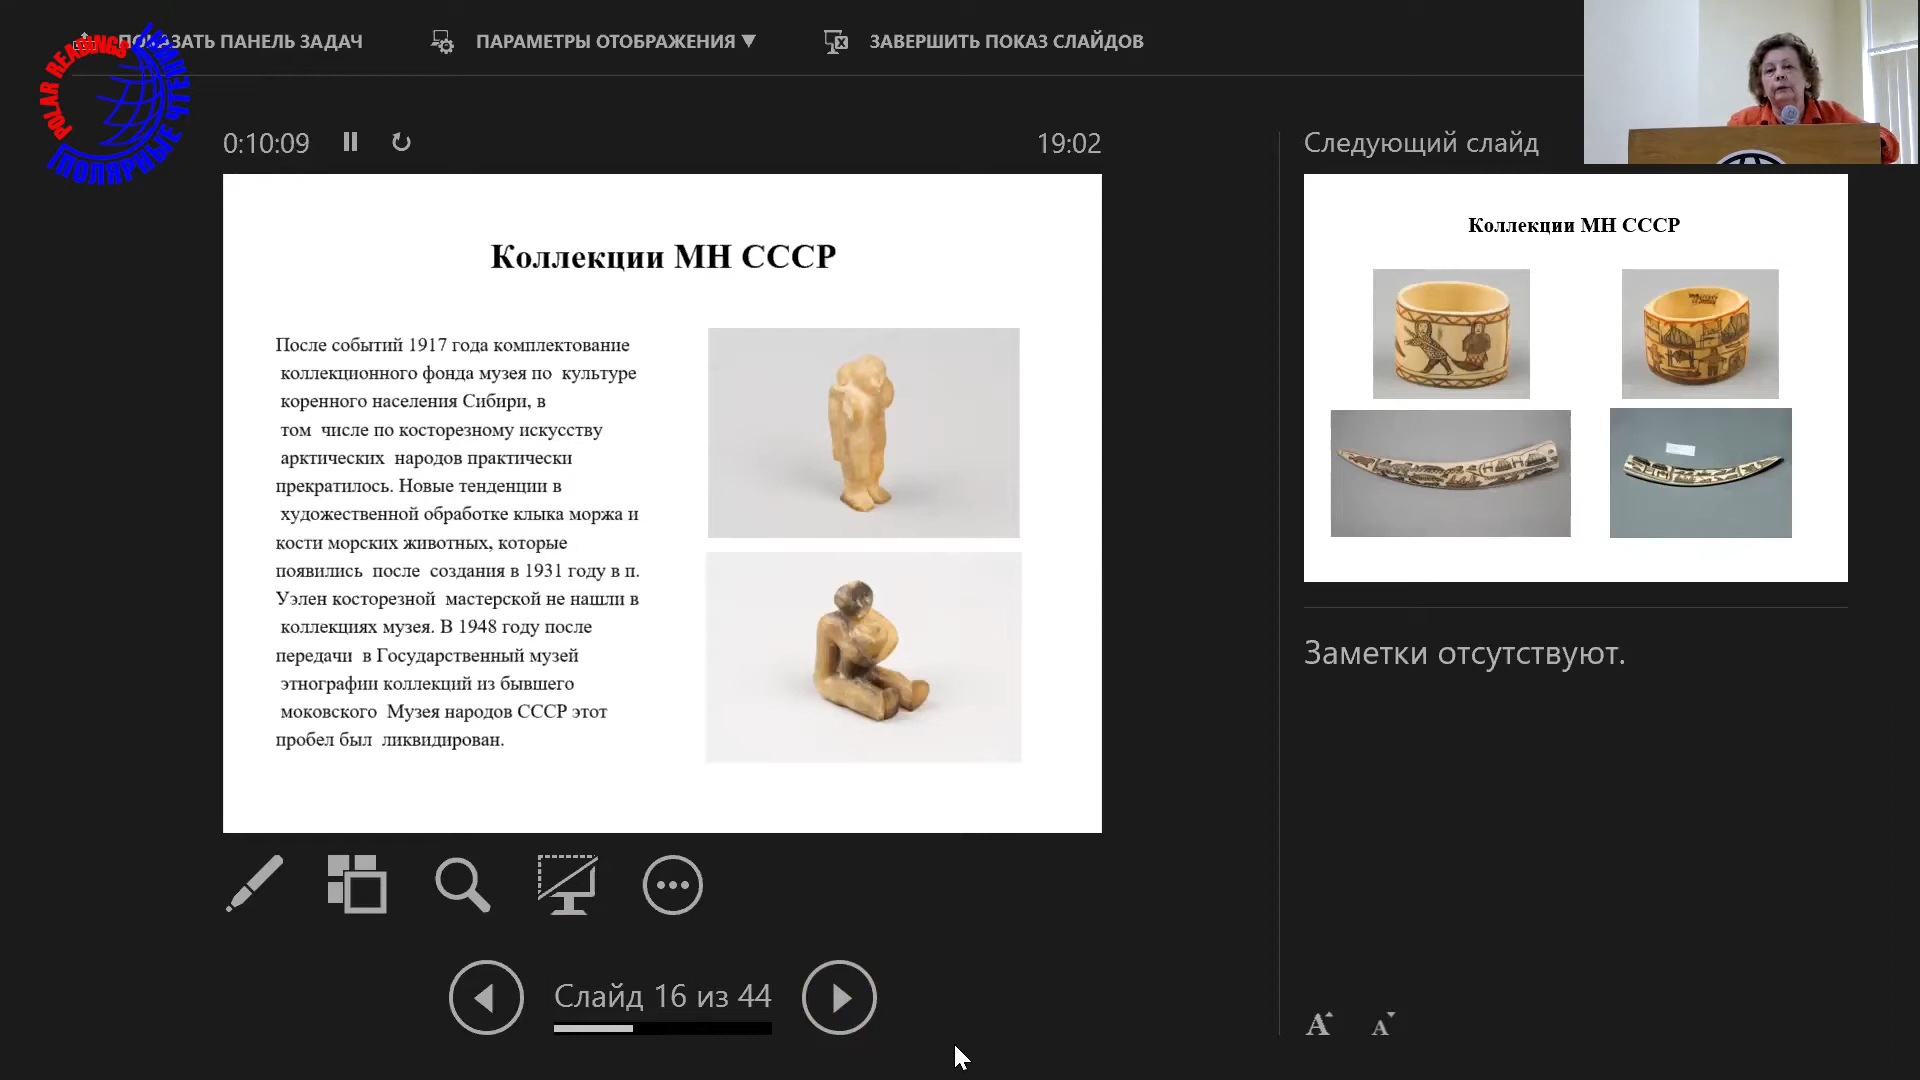 ПОКАЗАТЬ ПАНЕЛЬ ЗАДАЧ
ПАРАМЕТРЫ ОТОБРАЖЕНИЯ
ЗАВЕРШИТЬ ПОКАЗ СЛАЙДОВ
POLAR READINGS
ПОЛЯРНЫЕ ЧТЕНИЯ
0:10:09
19:02
Следующий слайд
Коллекции МН СССР
После событий 1917 года комплектование
коллекционного фонда музея по культуре
коренного населения Сибири, в
том числе по косторезному искусству
арктических народов практически
прекратилось. Новые тенденции в
художественной обработке клыка моржа и
кости морских животных, которые
появились после создания в 1931 году в п.
Уэлен косторезной мастерской не нашли в
коллекциях музея. В 1948 году после
передачи в Государственный музей
этнографии коллекций из бывшего
моковского Музея народов СССР этот
пробел был ликвидирован.
Коллекции МН СССР
Заметки отсутствуют.
Слайд 16 из 44
A A